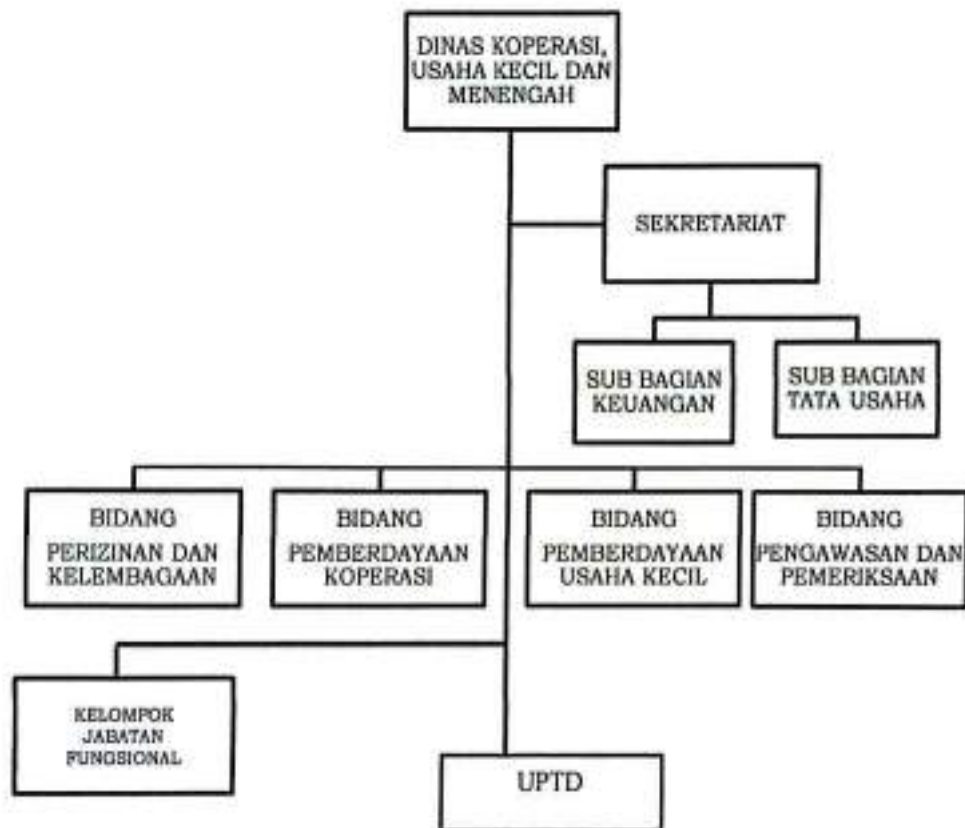 DINAS KOPERASI,
USAHA KECIL DAN
MENENGAH
SEKRETARIAT
SUB BAGIAN
KEUANGAN
SUB BAGIAN
TATA USAHA
BIDANG
PERIZINAN DAN
KELEMBAGAAN
BIDANG
PEMBERDAYAAN
KOPERASI
BIDANG
PEMBERDAYAAN
USAHA KECIL
BIDANG
PENGAWASAN DAN
PEMERIKSAAN
KELOMPOK
JABATAN
FUNGSIONAL
UPTD